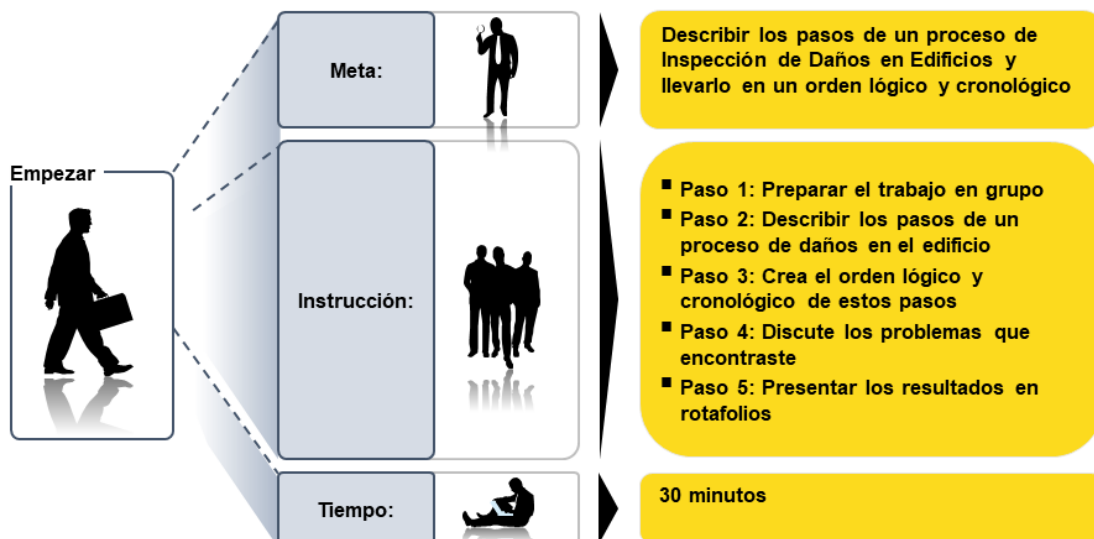 Empezar
Meta:
Describir los pasos de un proceso de
Inspección de Daños en Edificios y
llevarlo en un orden lógico y cronológico
Instrucción:
▪ Paso 1: Preparar el trabajo en grupo
▪ Paso 2: Describir los pasos de un
proceso de daños en el edificio
▪ Paso 3: Crea el orden lógico y
cronológico de estos pasos
▪ Paso 4: Discute los problemas que
encontraste
▪ Paso 5: Presentar los resultados en
rotafolios
Tiempo:
30 minutos